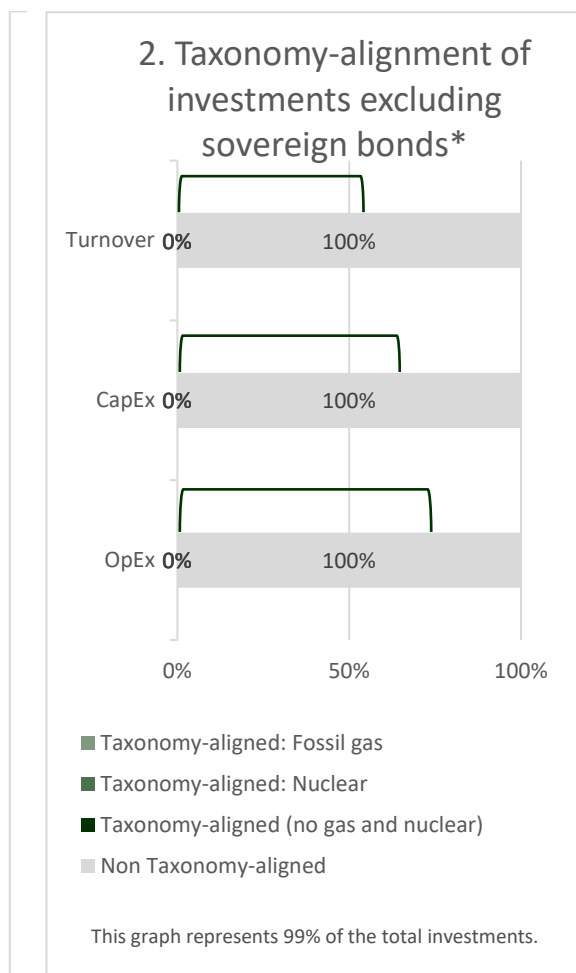 2. Taxonomy-alignment of
investments excluding
sovereign bonds*
Turnover 0% 100%
CapEx 0% 100%
OpEx 0% 100%
0% 50% 100%
Taxonomy-aligned: Fossil gas
Taxonomy-aligned: Nuclear
Taxonomy-aligned (no gas and nuclear)
Non Taxonomy-aligned
This graph represents 99% of the total investments.